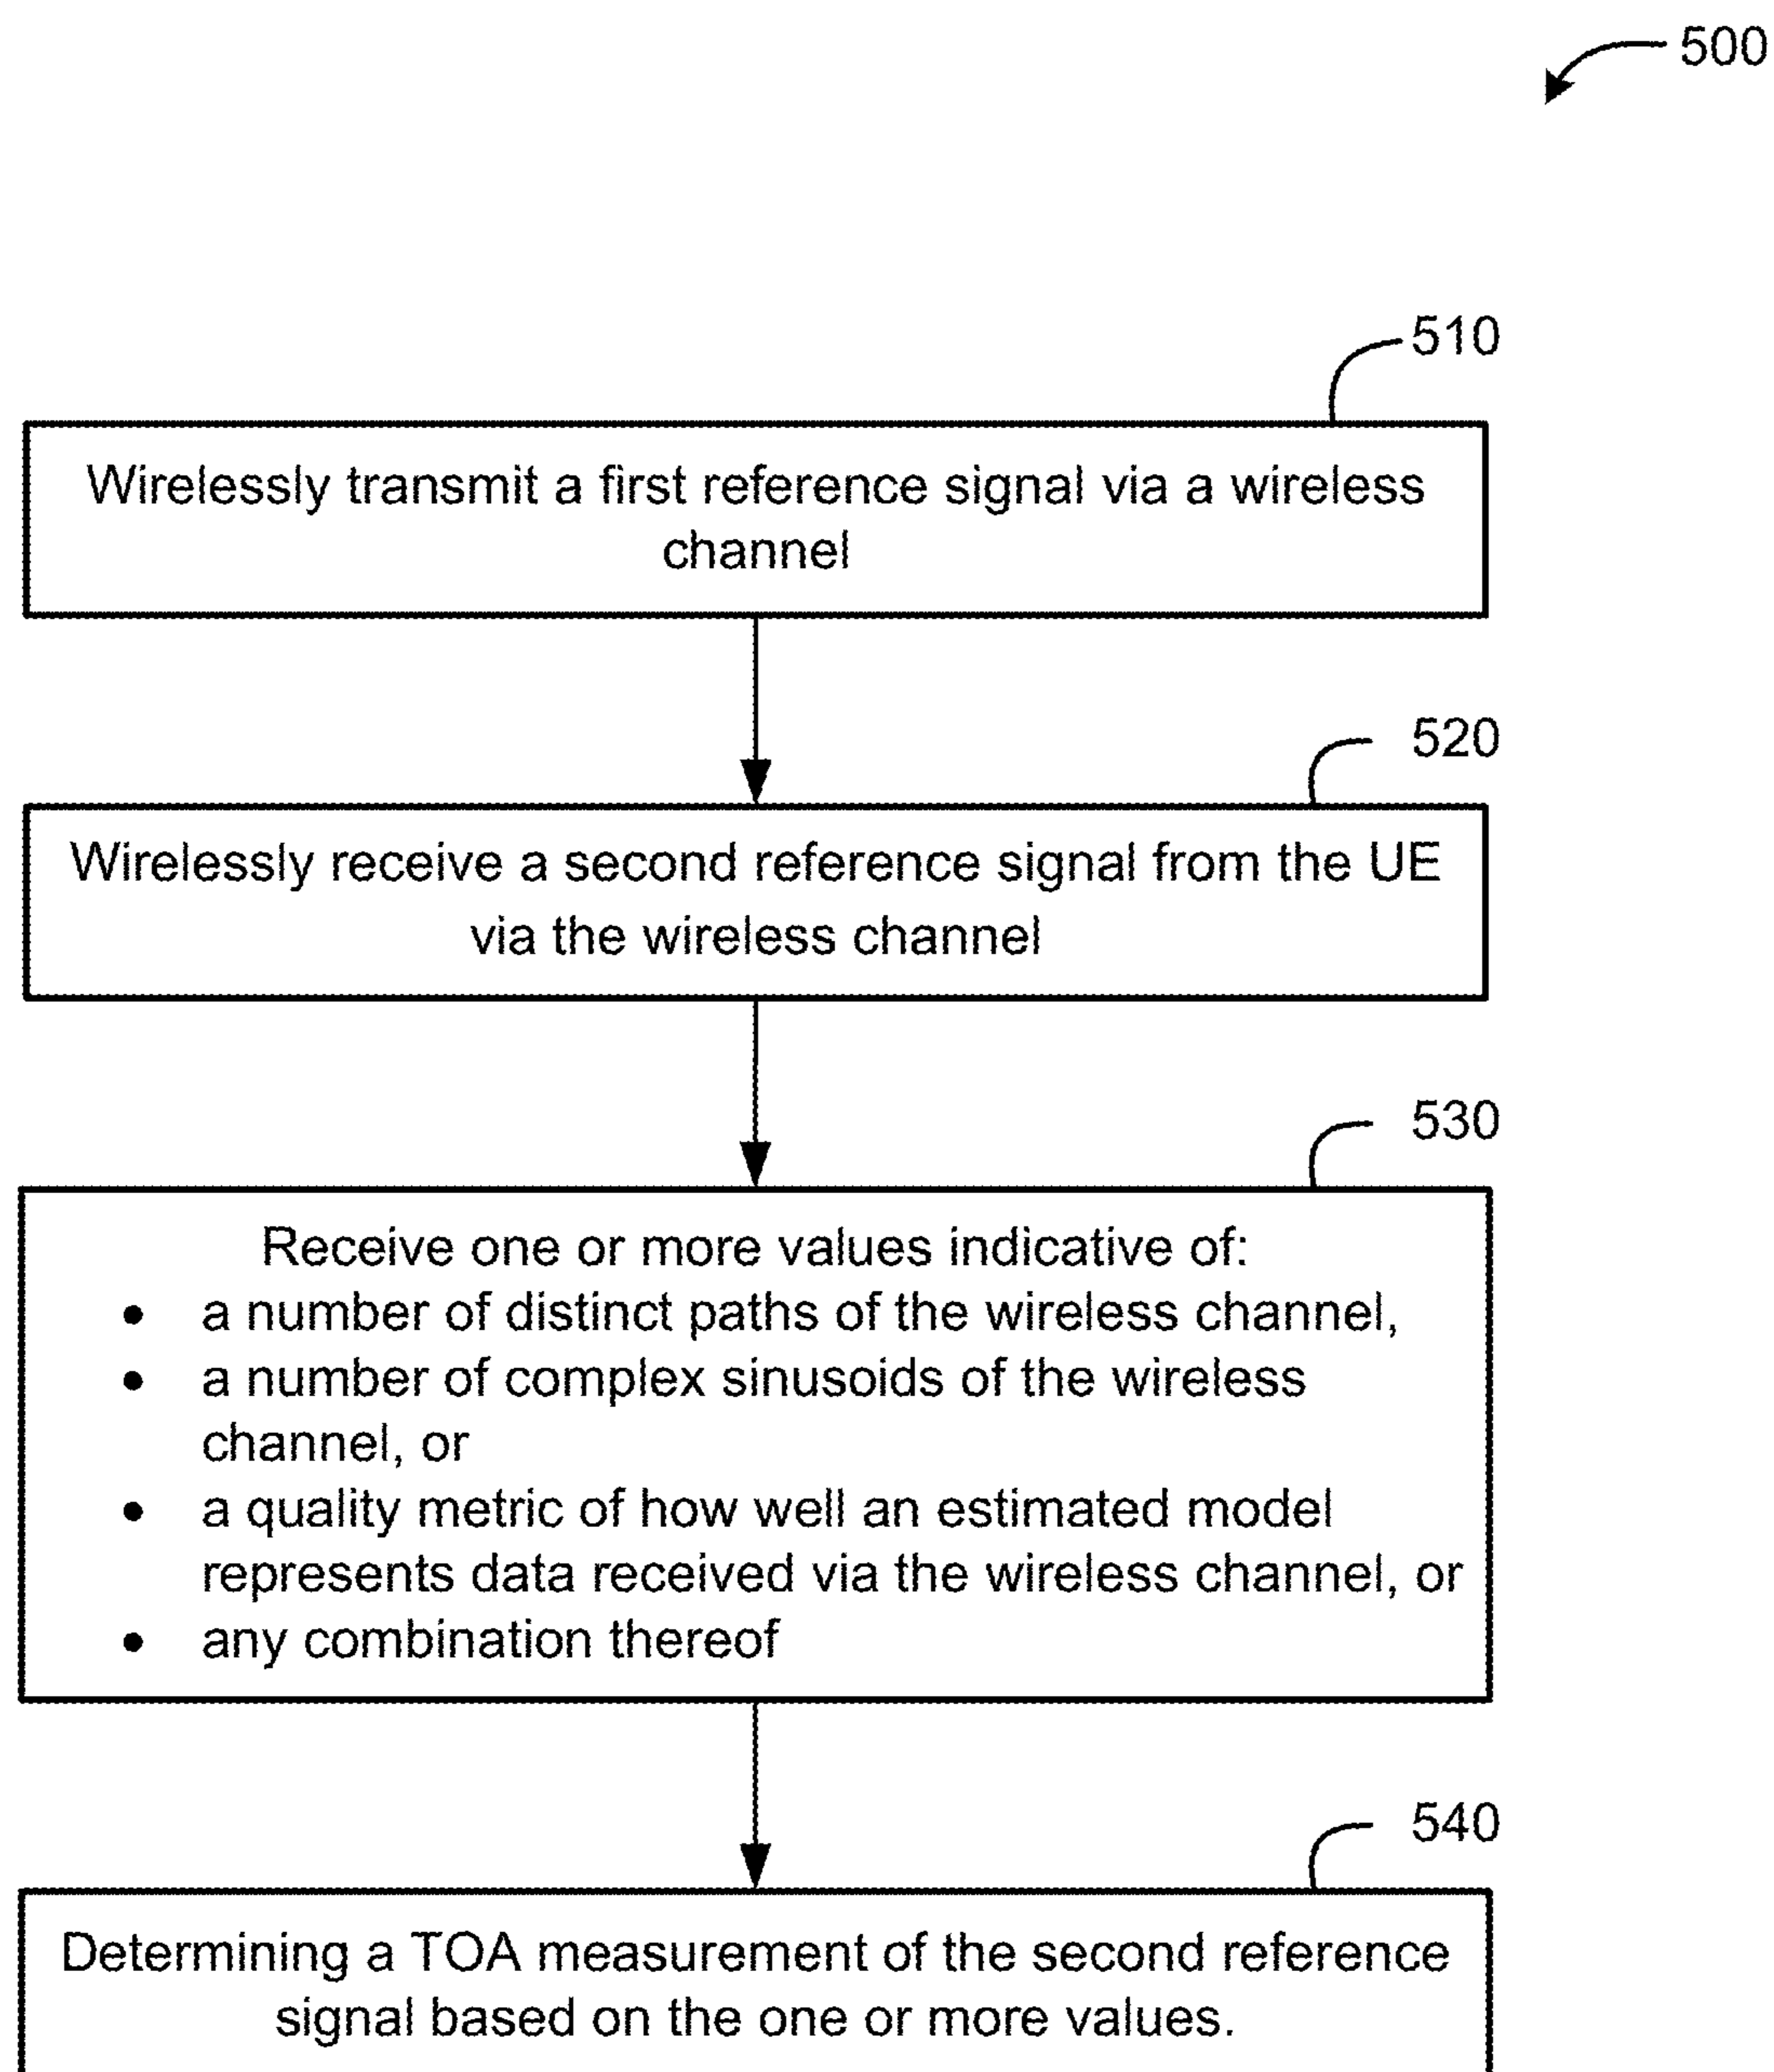 500
510
Wirelessly transmit a first reference signal via a wireless
channel
520
Wirelessly receive a second reference signal from the UE
via the wireless channel
530
Receive one or more values indicative of:
• a number of distinct paths of the wireless channel,
• a number of complex sinusoids of the wireless
channel, or
• a quality metric of how well an estimated model
represents data received via the wireless channel, or
• any combination thereof
540
Determining a TOA measurement of the second reference
signal based on the one or more values.